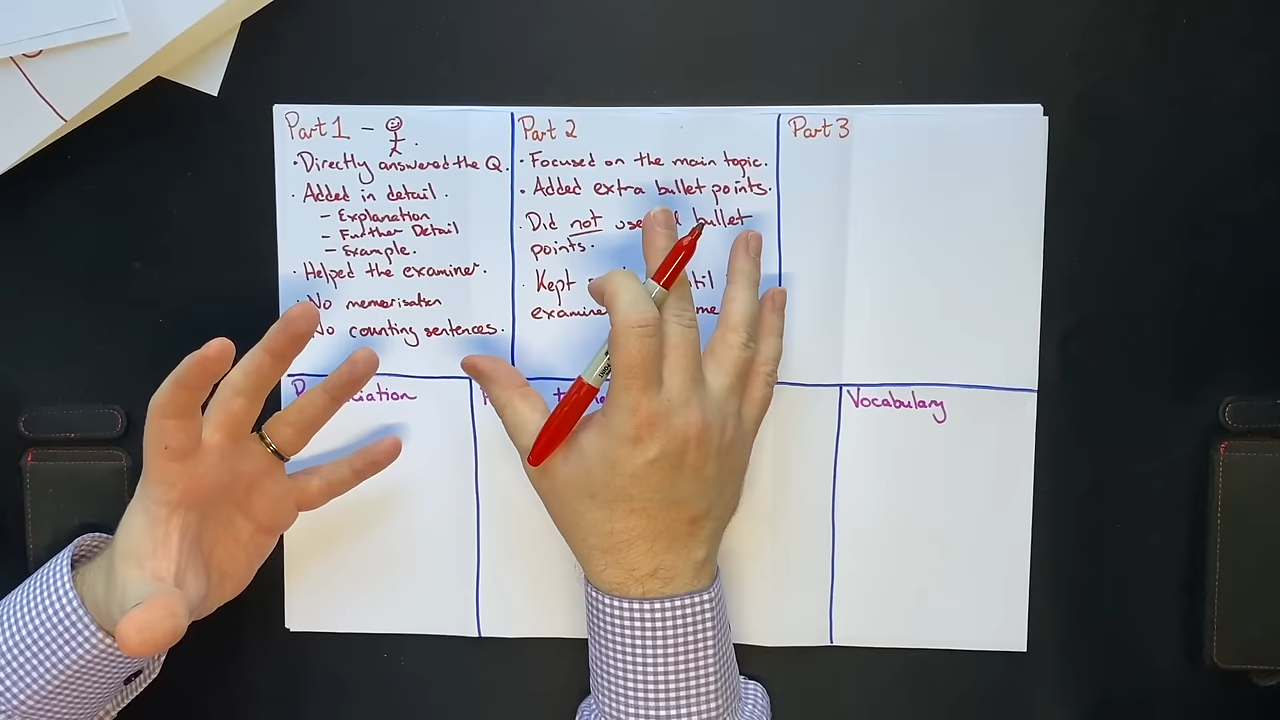 Part 1 -
Part 2
Part 3
· Directly answered the Q.
· Added in detail.
- Explanation
- Further Detail
- Example.
· Helped the examiner.
· No memorisation
No counting sentences.
· Focused on the main topic.
· Added extra bullet points.
· Did not use bullet
points.
· Kept
Vocabulary